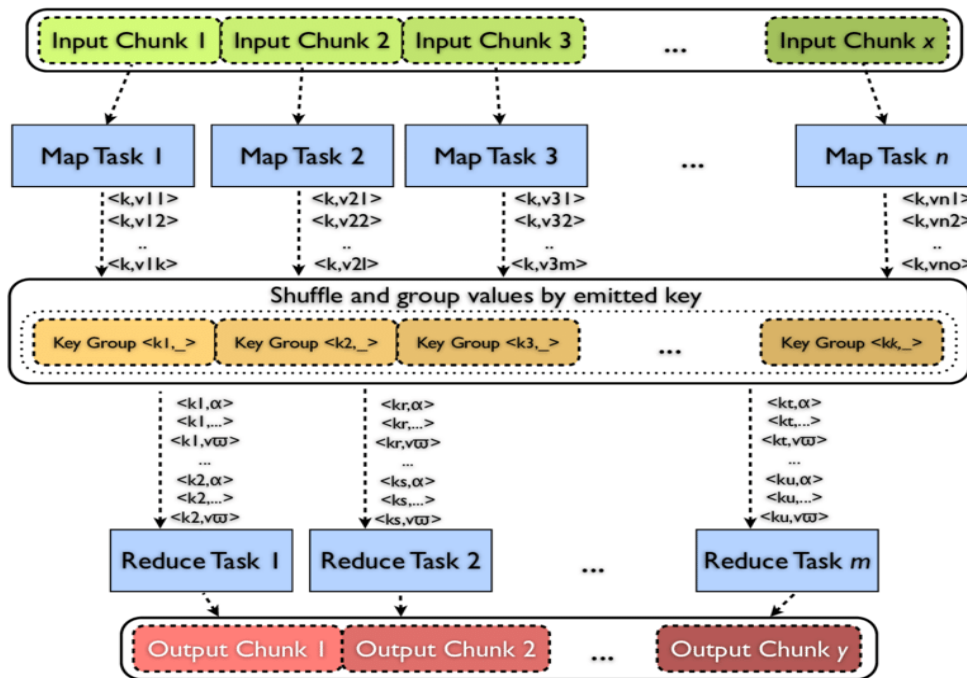 Input Chunk 1 Input Chunk 2 Input Chunk 3 ... Input Chunk x
Map Task 1 Map Task 2 Map Task 3 ... Map Task n
<k,v11> <k,v21> <k,v31> <k,vn1>
<k,v12> <k,v22> <k,v32> <k,vn2>
.. .. .. ..
<k,v1k> <k,v2l> <k,v3m> <k,vno>
Shuffle and group values by emitted key
Key Group <k1,_> Key Group <k2,_> Key Group <k3,_> ... Key Group <kk,_>
<k1,α> <kr,α> <kt,α>
<k1,...> <kr,...> <kt,...>
<k1,vϖ> <kr,vϖ> <kt,vϖ>
... ... ...
<k2,α> <ks,α> <ku,α>
<k2,...> <ks,...> <ku,...>
<k2,vϖ> <ks,vϖ> <ku,vϖ>
Reduce Task 1 Reduce Task 2 ... Reduce Task m
Output Chunk 1 Output Chunk 2 ... Output Chunk y